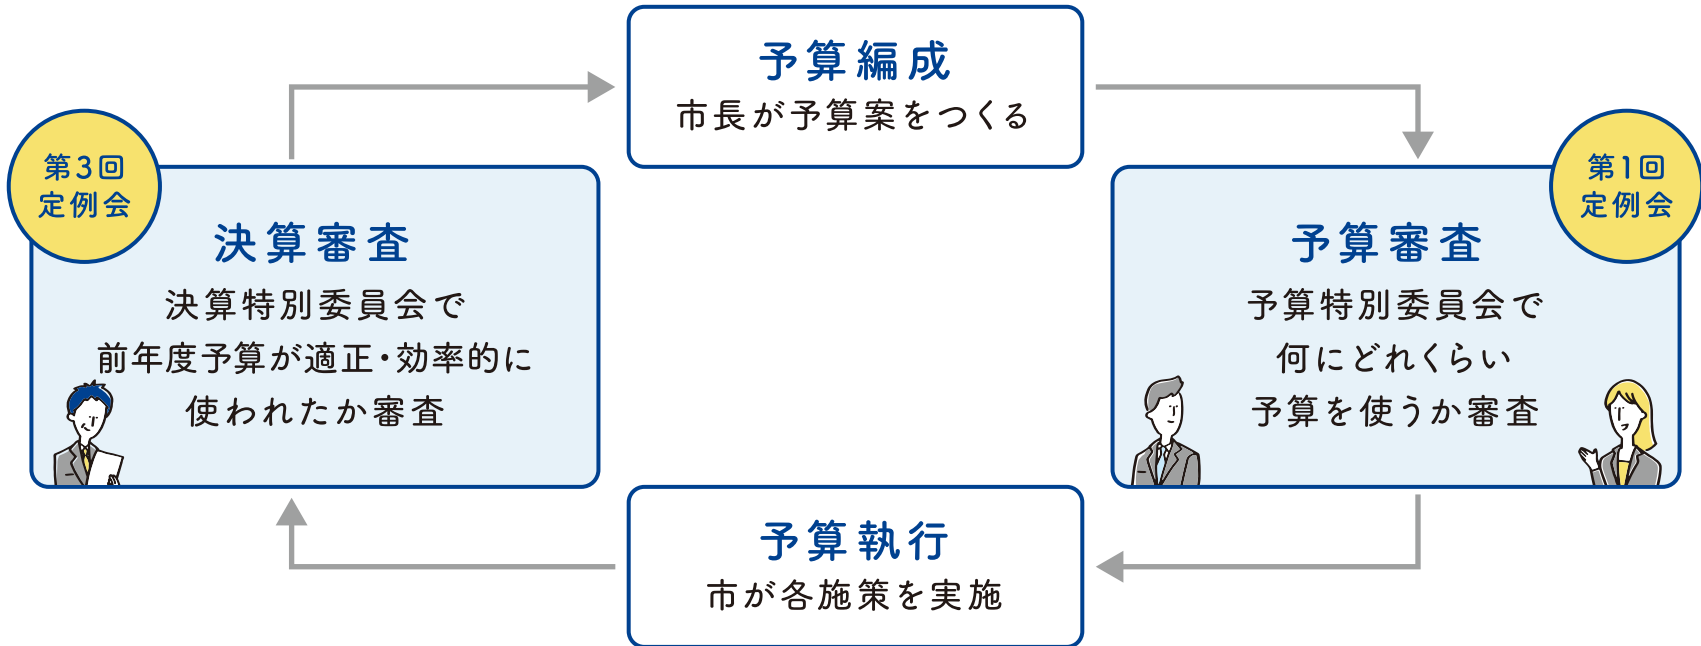 予算編成
市長が予算案をつくる
第1回
定例会
予算審査
予算特別委員会で
何にどれくらい
予算を使うか審査
予算執行
市が各施策を実施
第3回
定例会
決算審査
決算特別委員会で
前年度予算が適正・効率的に
使われたか審査